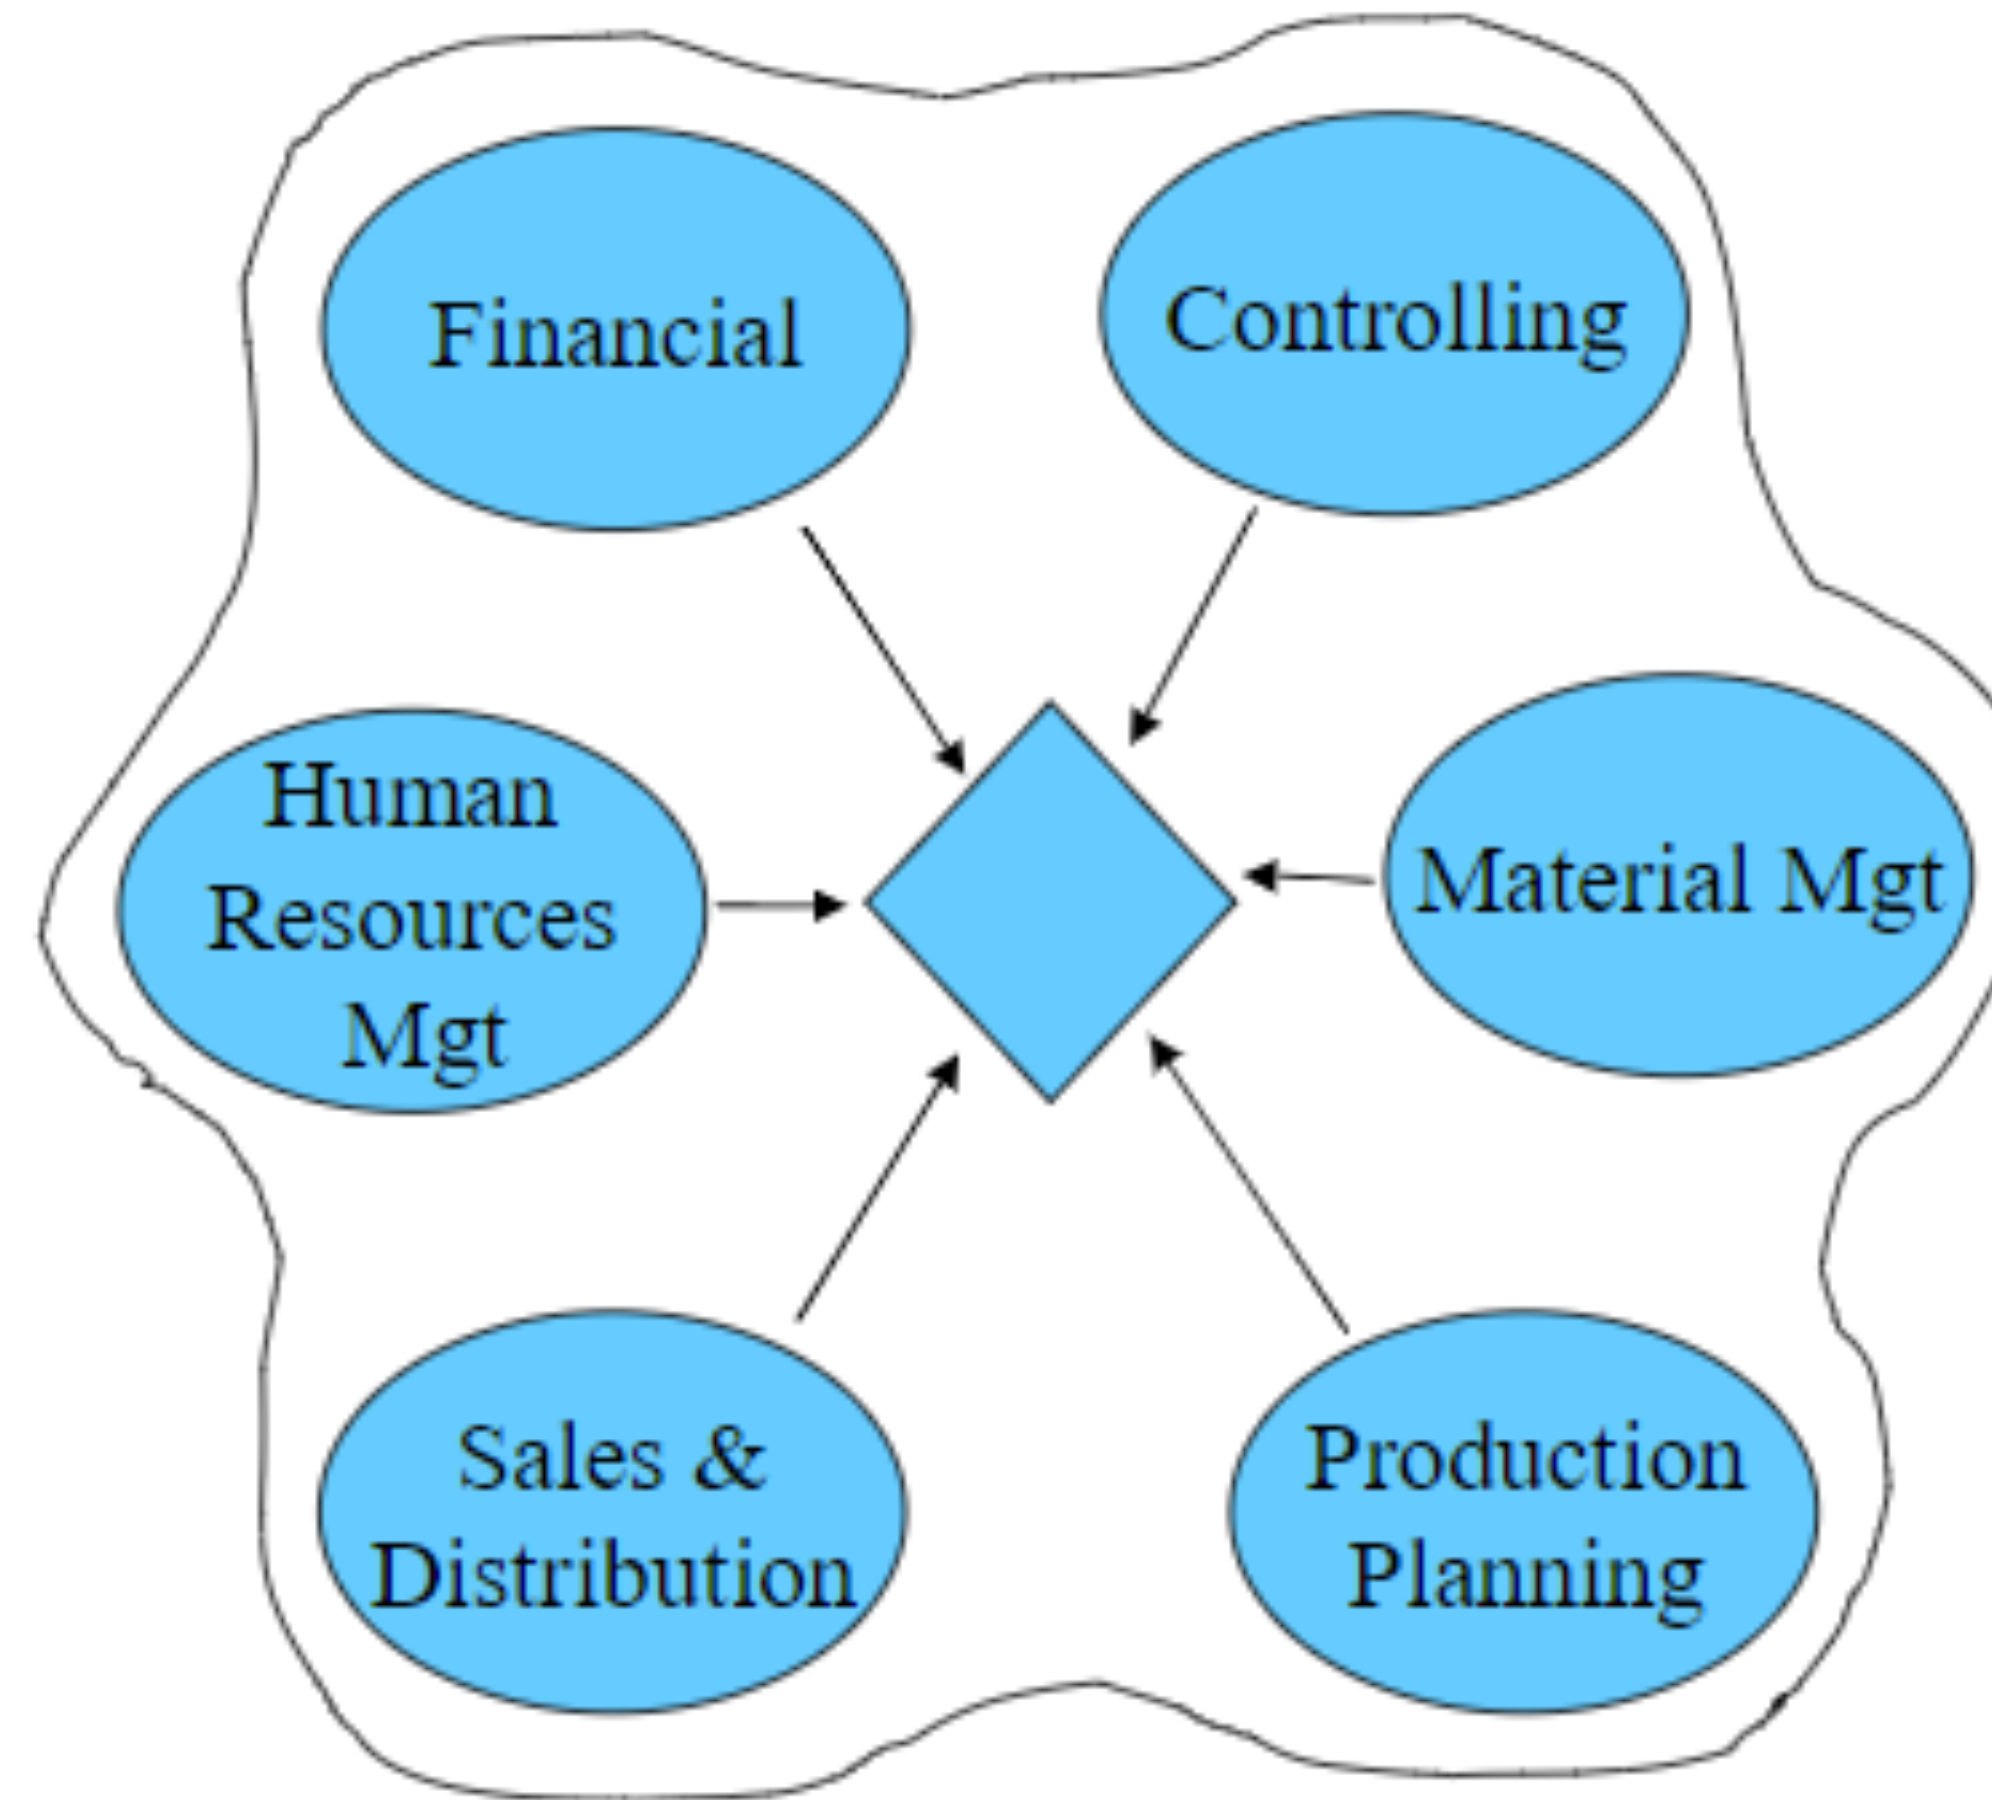 Financial
Controlling
Human
Resources
Mgt
Material Mgt
Sales &
Distribution
Production
Planning